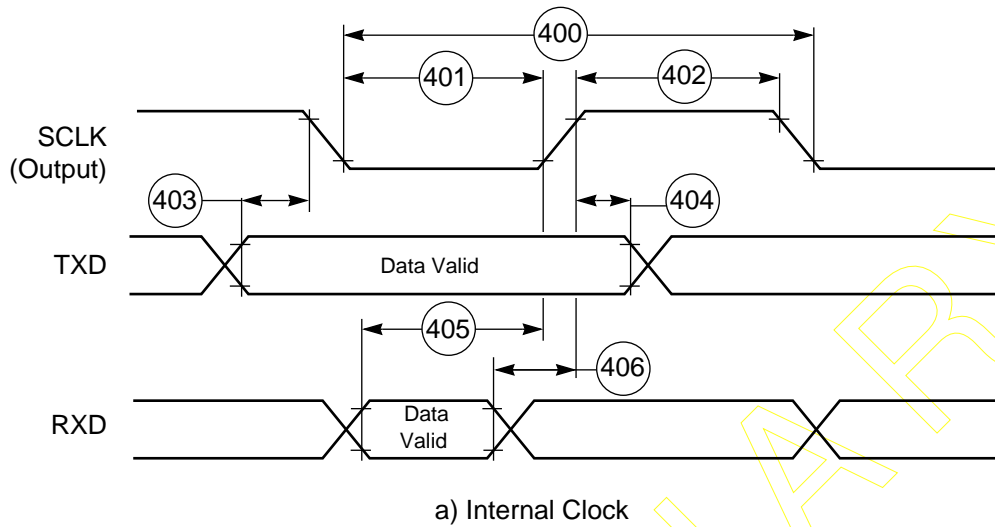 400
401
402
SCLK
(Output)
403
404
TXD
Data Valid
405
406
RXD
Data
Valid
a) Internal Clock